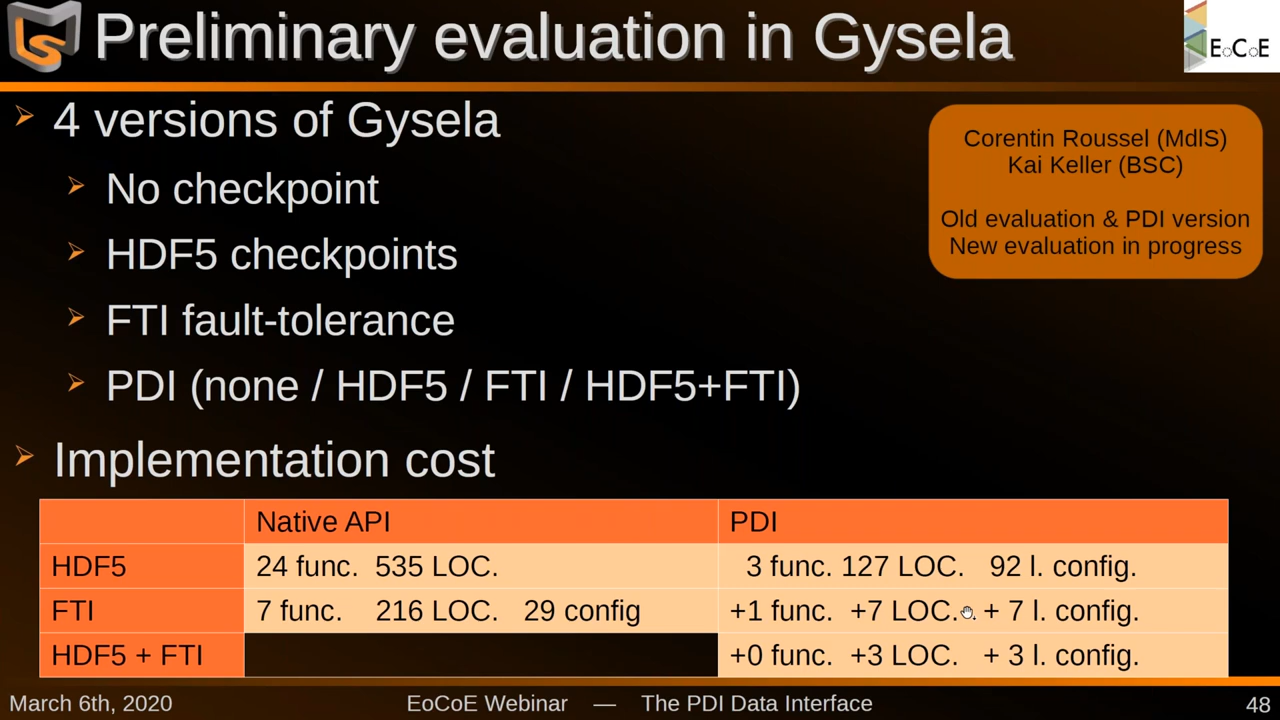 Preliminary evaluation in Gysela
EoCoE
4 versions of Gysela
No checkpoint
HDF5 checkpoints
FTI fault-tolerance
PDI (none / HDF5 / FTI / HDF5+FTI)
Corentin Roussel (MdlS)
Kai Keller (BSC)
Old evaluation & PDI version
New evaluation in progress
Implementation cost
Native API PDI
HDF5 24 func. 535 LOC. 3 func. 127 LOC. 92 l. config.
FTI 7 func. 216 LOC. 29 config +1 func. +7 LOC. + 7 l. config.
HDF5 + FTI +0 func. +3 LOC. + 3 l. config.
March 6th, 2020 EoCoE Webinar — The PDI Data Interface 48